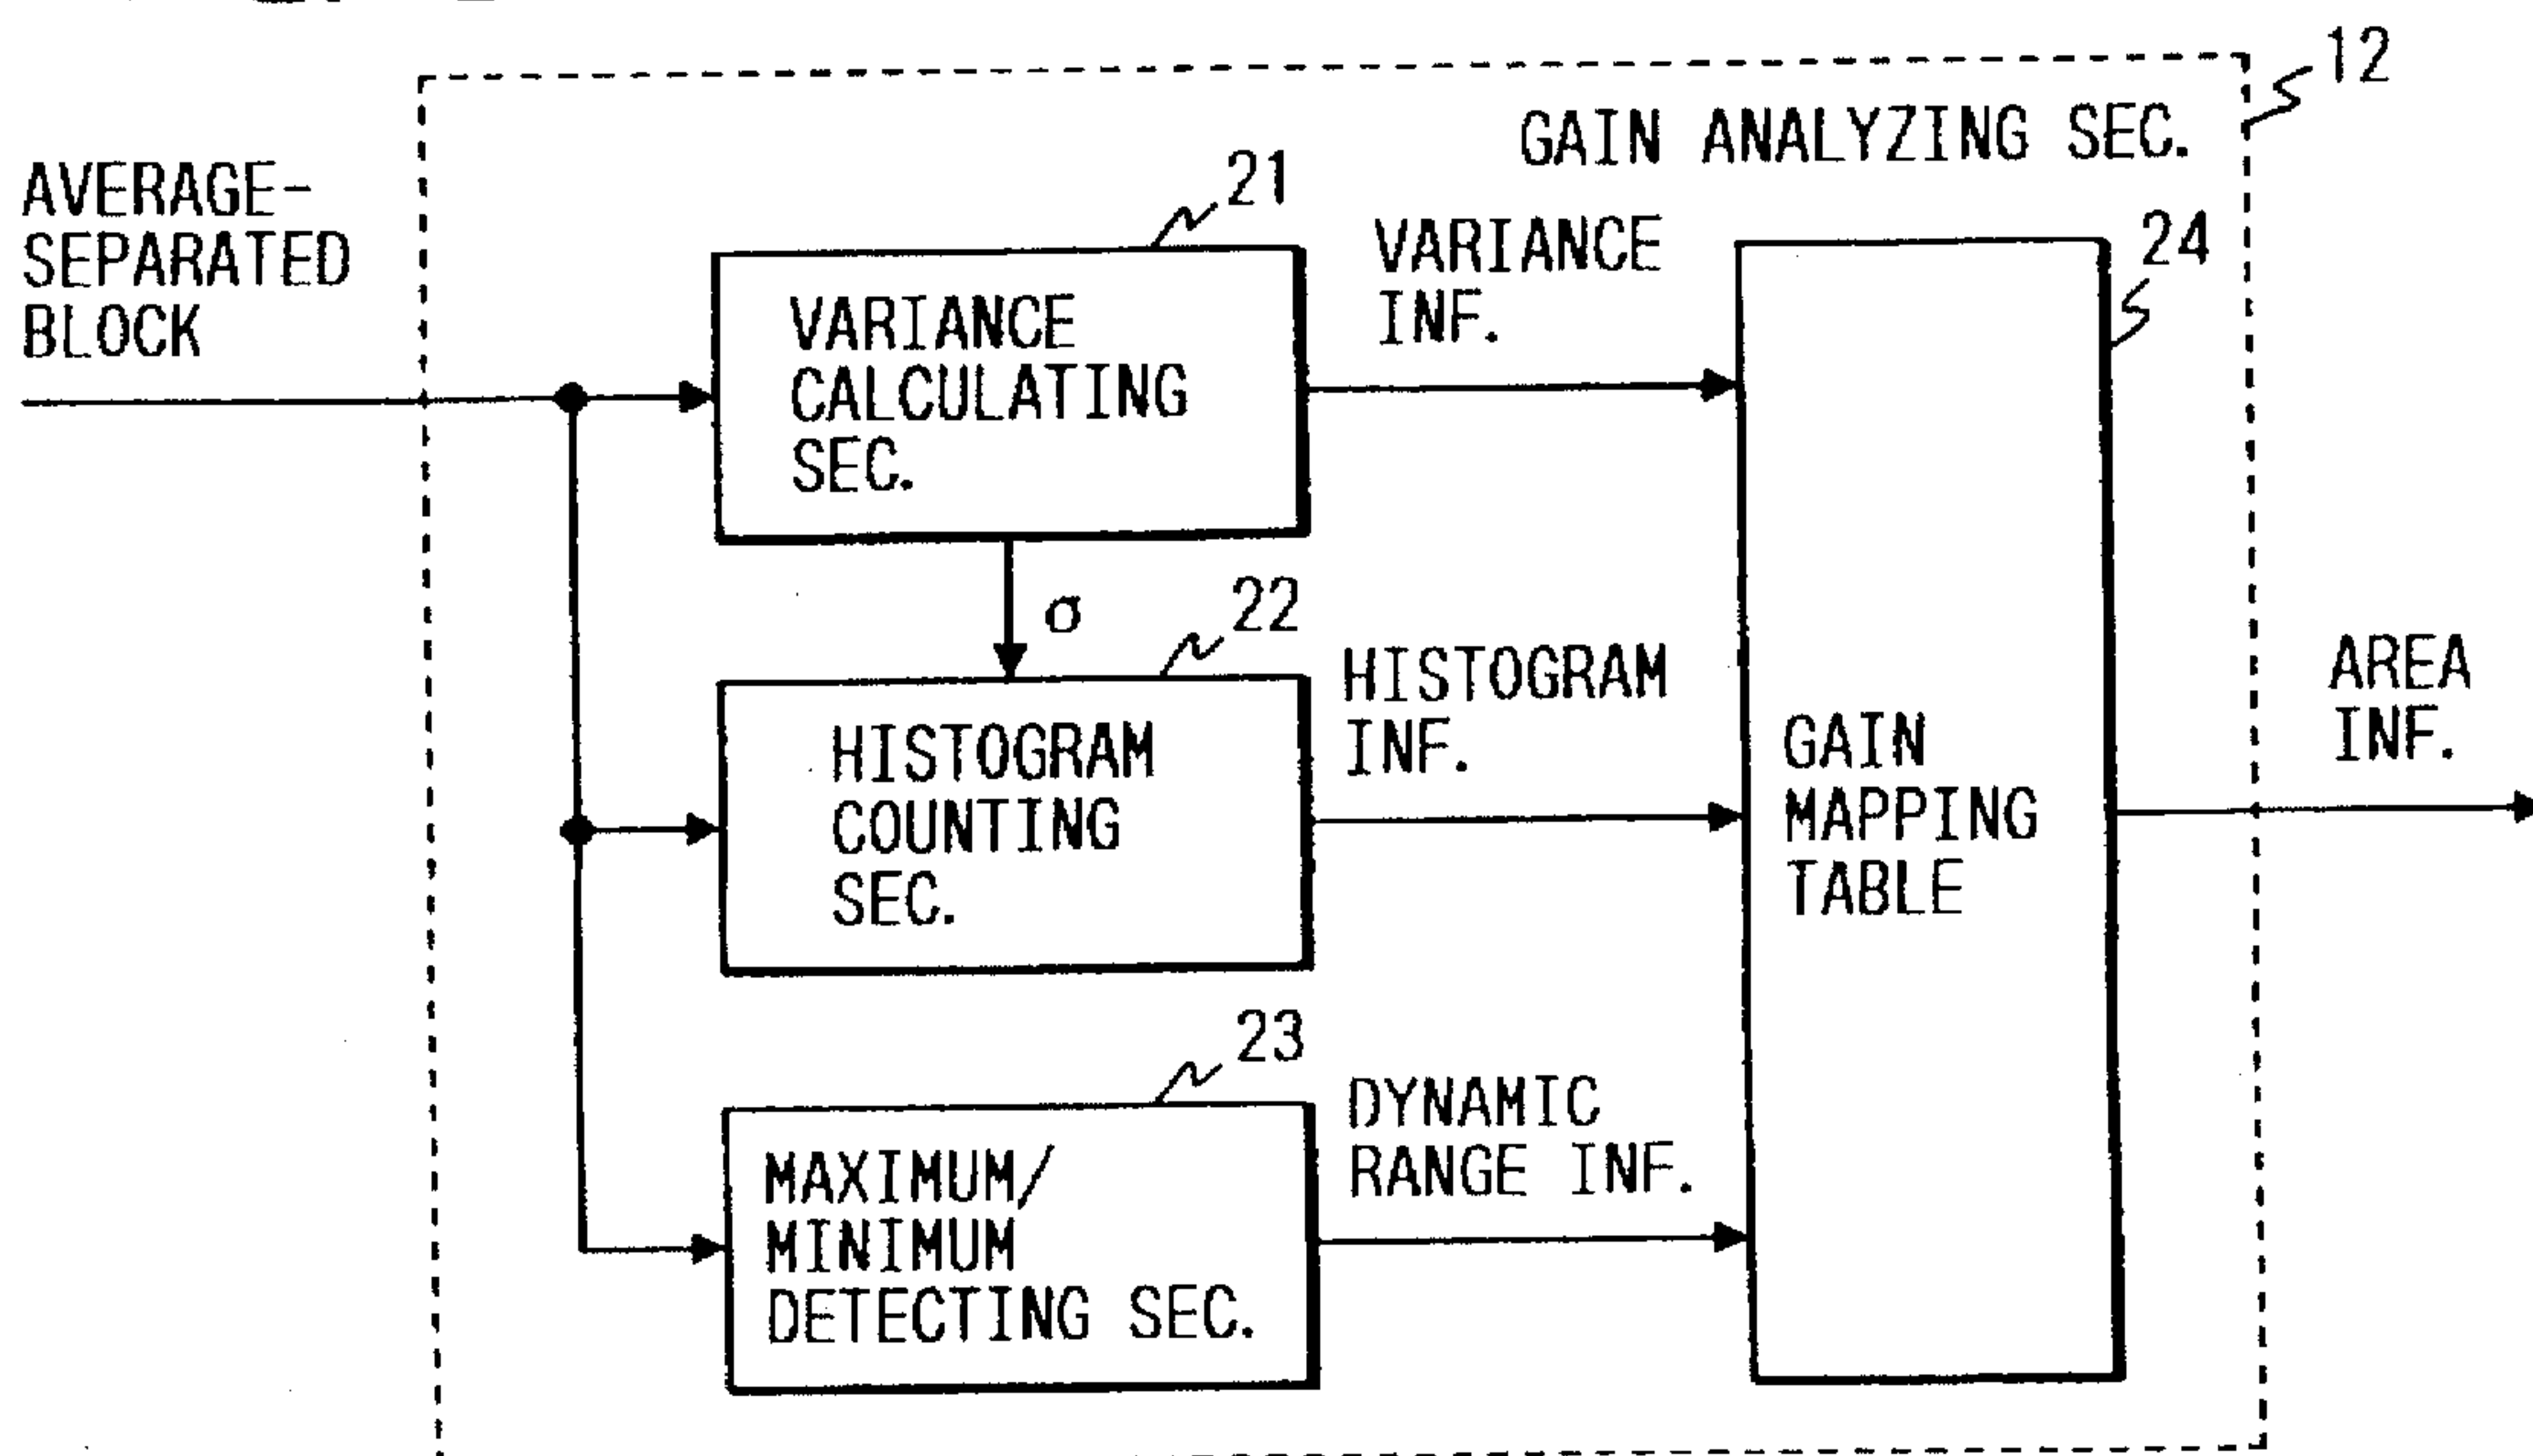 12
GAIN ANALYZING SEC.
AVERAGE-
SEPARATED
BLOCK
21
VARIANCE
CALCULATING
SEC.
VARIANCE
INF.
24
σ
22
HISTOGRAM
COUNTING
SEC.
HISTOGRAM
INF.
GAIN
MAPPING
TABLE
AREA
INF.
23
MAXIMUM/
MINIMUM
DETECTING SEC.
DYNAMIC
RANGE INF.